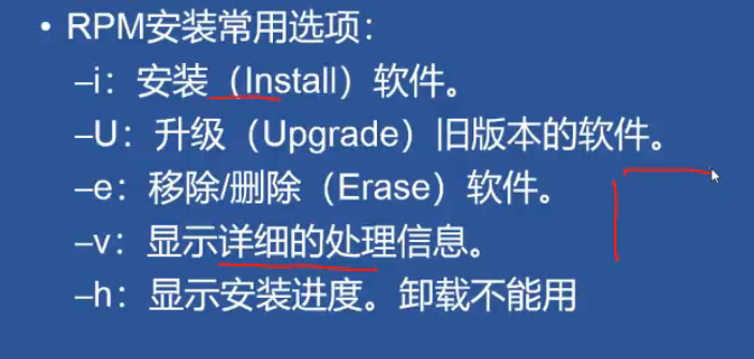 • RPM安装常用选项：
–i：安装（Install）软件。
–U：升级（Upgrade）旧版本的软件。
–e：移除/删除（Erase）软件。
–v：显示详细的处理信息。
–h：显示安装进度。卸载不能用